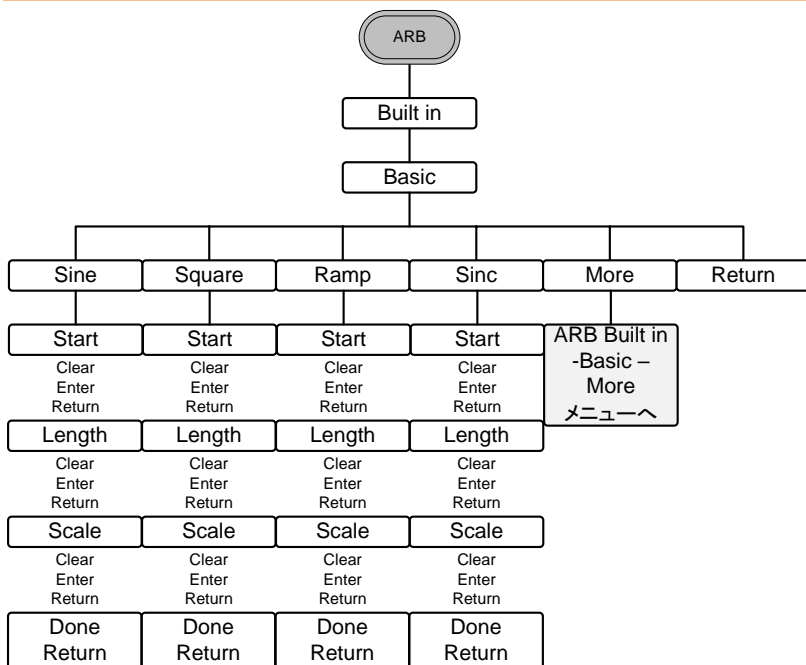 ARB
Built in
Basic
Sine Square Ramp Sinc More Return
Start Start Start Start ARB Built in
-Basic –
More
メニューへ
Clear Clear Clear Clear
Enter Enter Enter Enter
Return Return Return Return
Length Length Length Length
Clear Clear Clear Clear
Enter Enter Enter Enter
Return Return Return Return
Scale Scale Scale Scale
Clear Clear Clear Clear
Enter Enter Enter Enter
Return Return Return Return
Done Done Done Done
Return Return Return Return